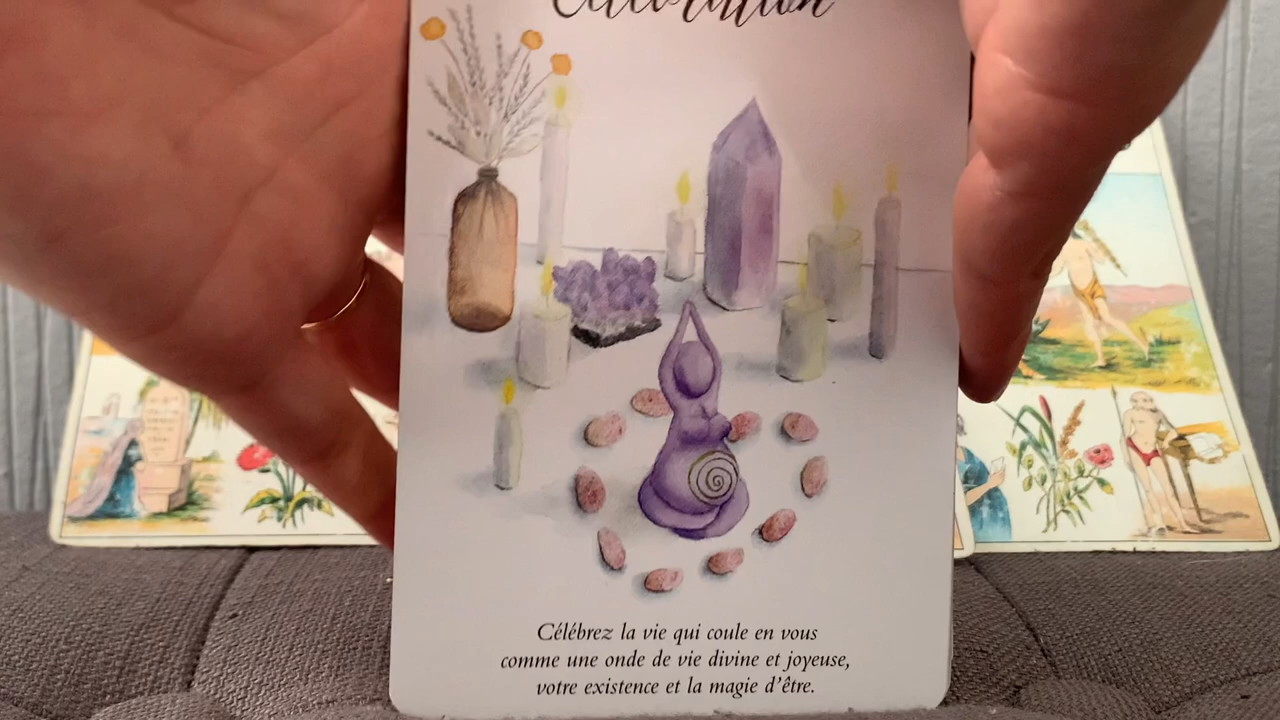 Célébration
Célébrez la vie qui coule en vous
comme une onde de vie divine et joyeuse,
votre existence et la magie d'être.